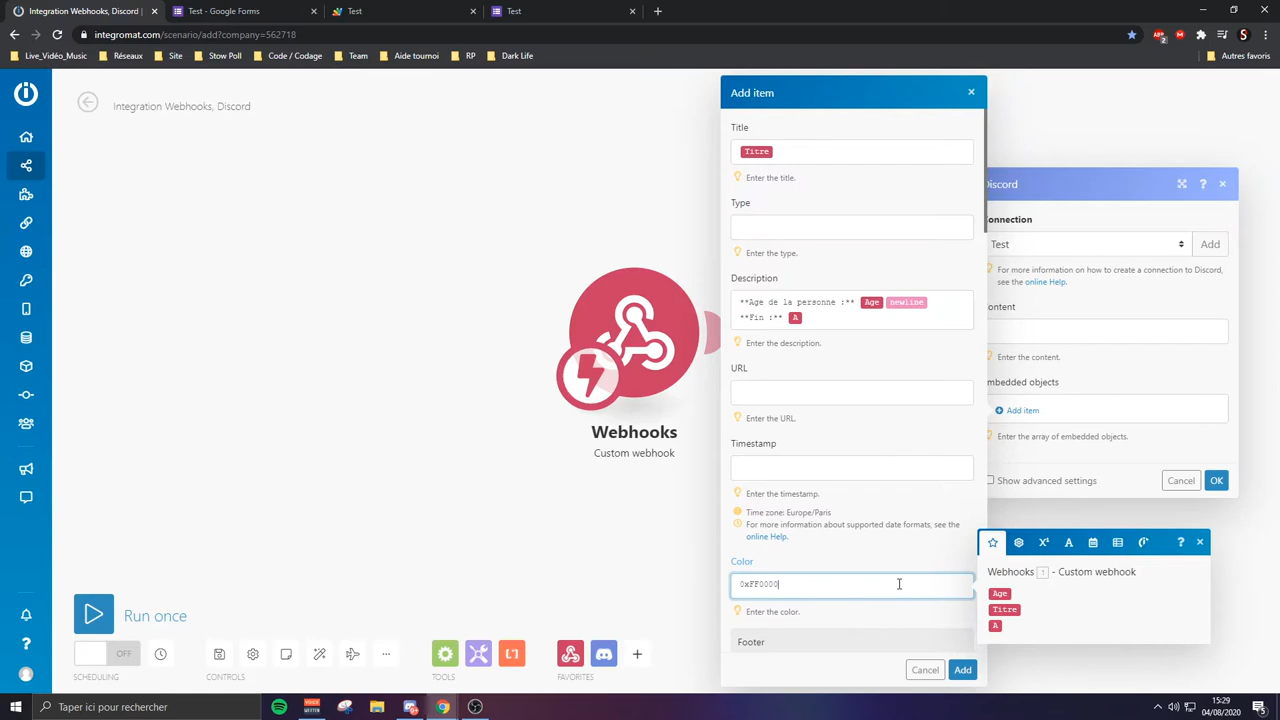 Integration Webhooks, Discord |
Test - Google Forms
Test
Test
integromat.com/scenario/add?company=562718
Live_Vidéo_Music
Réseaux
Site
Stow Poll
Code / Codage
Team
Aide tournoi
RP
Dark Life
Autres favoris
Integration Webhooks, Discord
Webhooks
Custom webhook
Add item
Title
Titre
Enter the title.
Type
Enter the type.
Description
**Age de la personne :** Age newline
**Fin :** A
Enter the description.
URL
Enter the URL.
Timestamp
Enter the timestamp.
Time zone: Europe/Paris
For more information about supported date formats, see the
online Help.
Color
0xFF0000
Enter the color.
Footer
Cancel
Add
Discord
Connection
Test
Add
For more information on how to create a connection to Discord,
see the online Help.
Content
Enter the content.
Embedded objects
Add item
Enter the array of embedded objects.
Show advanced settings
Cancel
OK
Webhooks 1 - Custom webhook
Age
Titre
A
Run once
OFF
SCHEDULING
CONTROLS
TOOLS
FAVORITES
Taper ici pour rechercher
15:29
04/08/2020